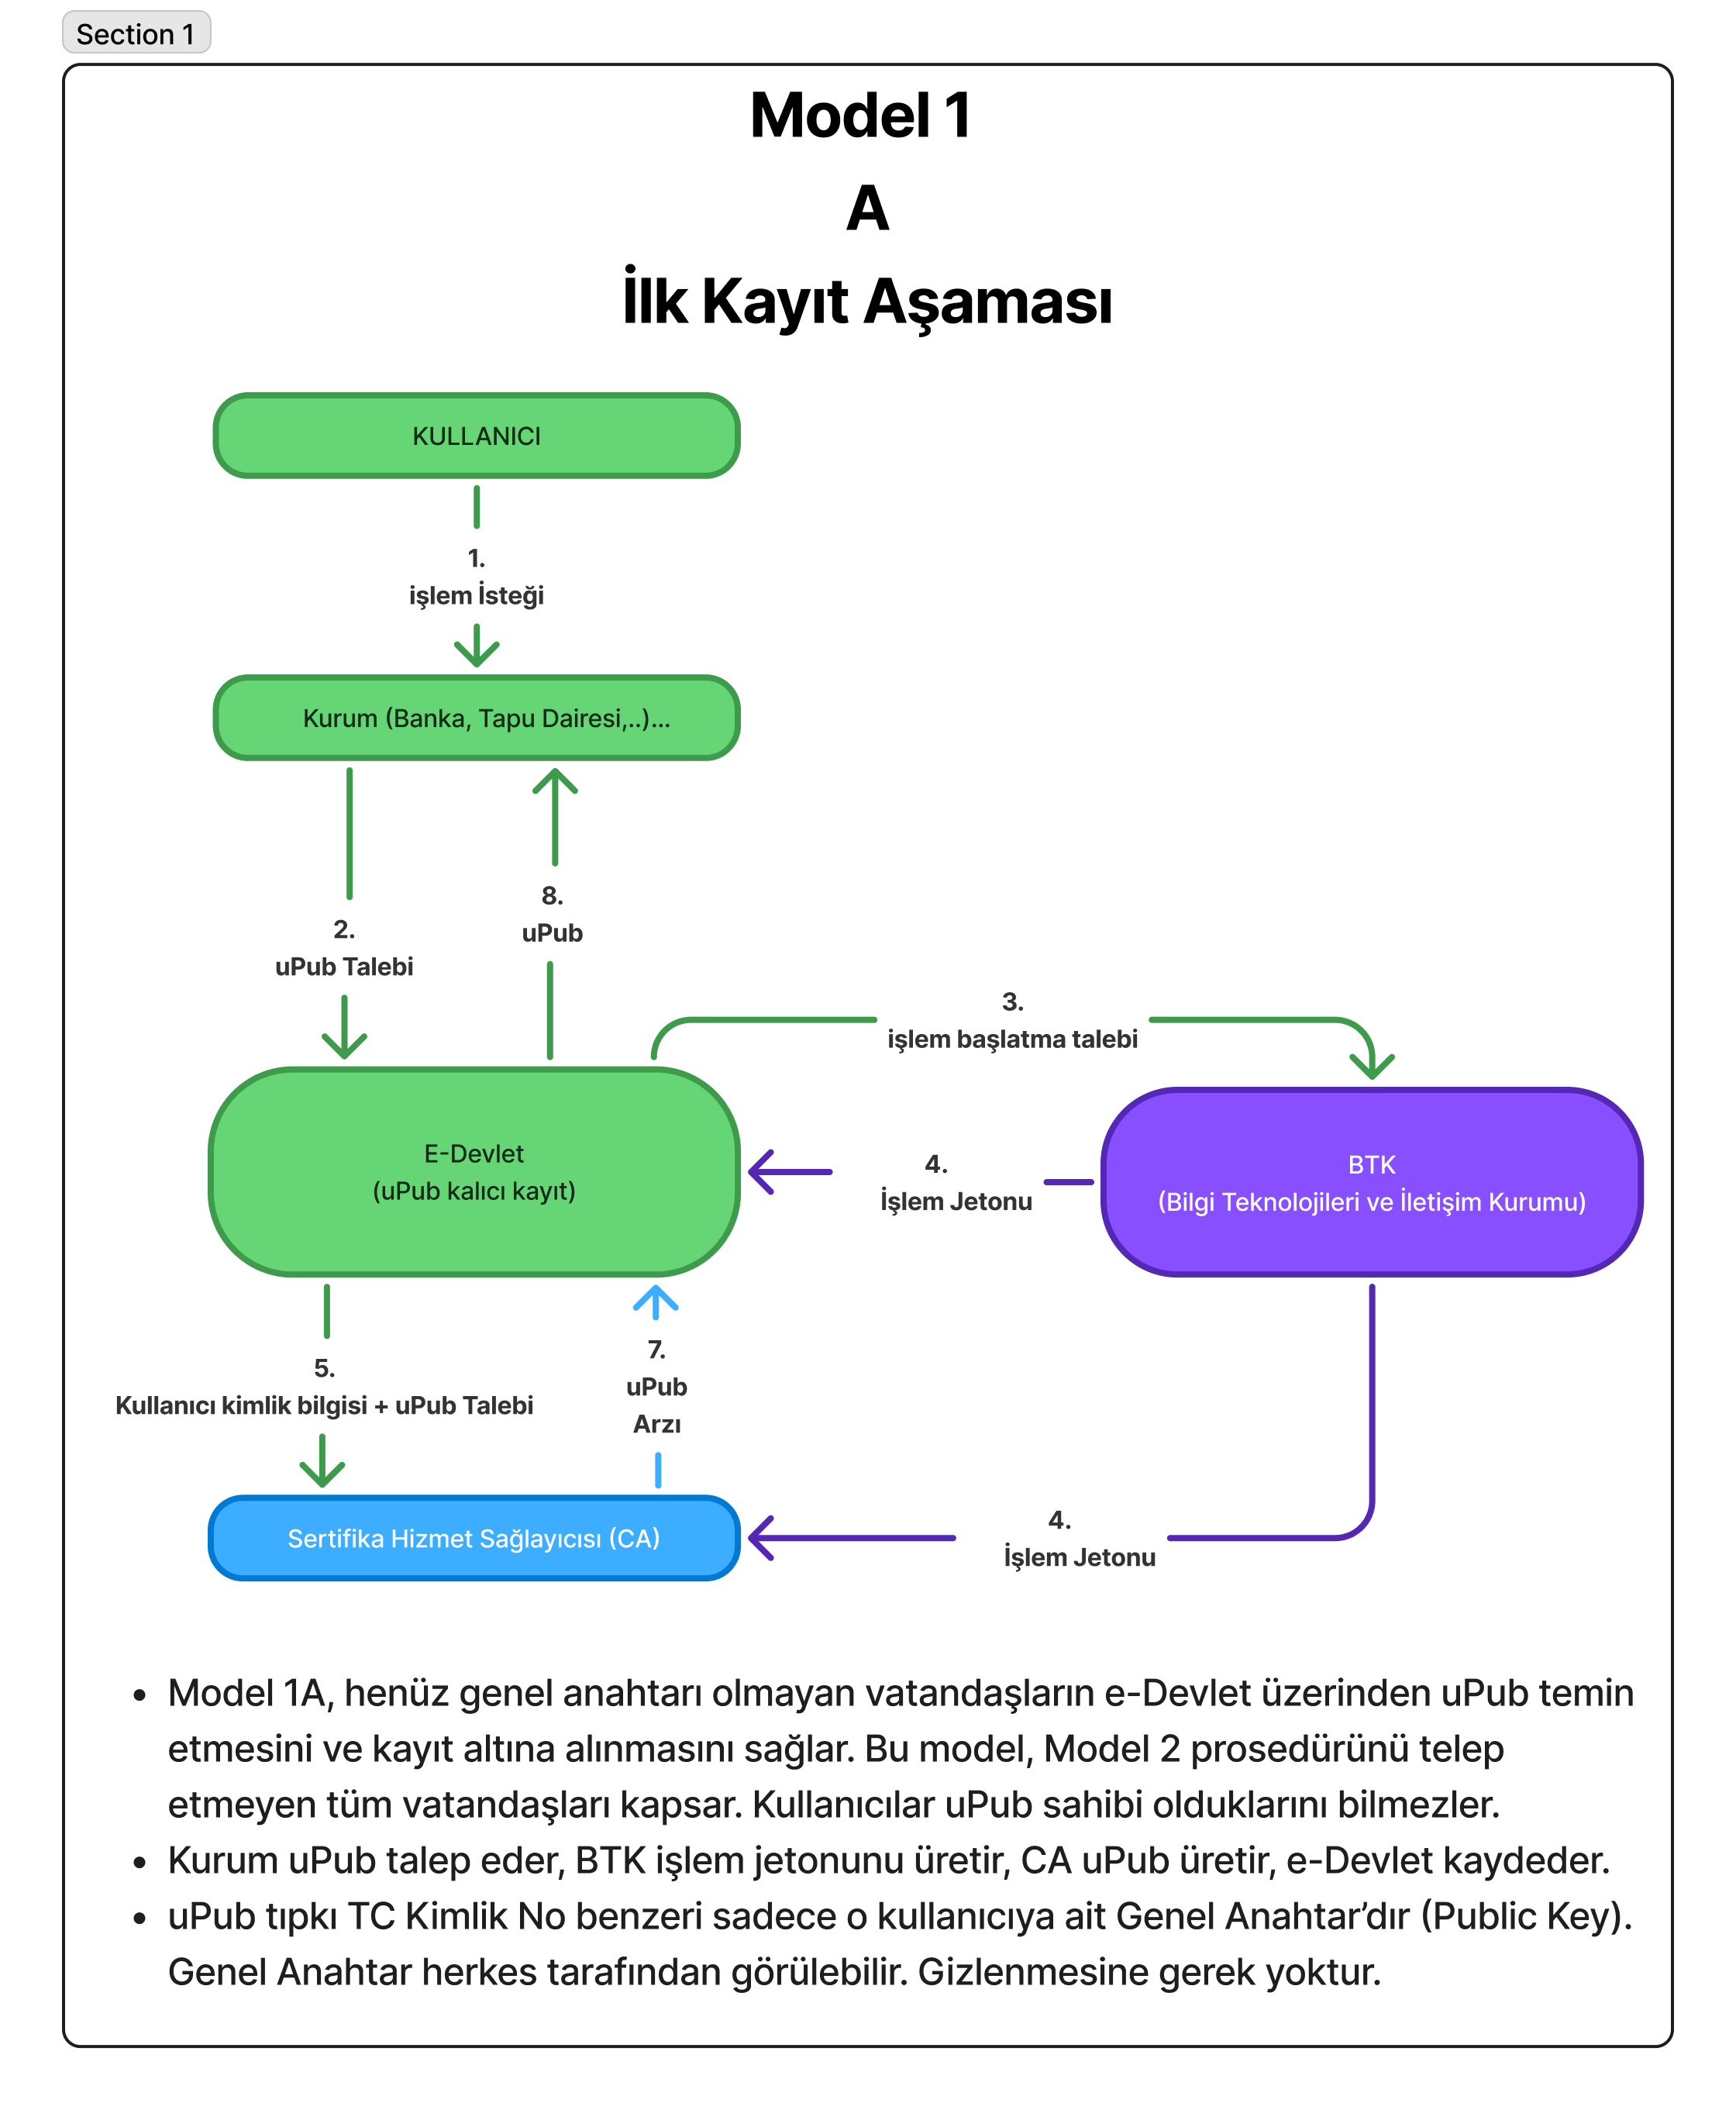 Section 1
Model 1
A
İlk Kayıt Aşaması
KULLANICI
1.
işlem İsteği
Kurum (Banka, Tapu Dairesi,..)...
8.
uPub
2.
uPub Talebi
3.
işlem başlatma talebi
E-Devlet
(uPub kalıcı kayıt)
4.
İşlem Jetonu
BTK
(Bilgi Teknolojileri ve İletişim Kurumu)
5.
Kullanıcı kimlik bilgisi + uPub Talebi
7.
uPub
Arzı
Sertifika Hizmet Sağlayıcısı (CA)
4.
İşlem Jetonu
• Model 1A, henüz genel anahtarı olmayan vatandaşların e-Devlet üzerinden uPub temin
etmesini ve kayıt altına alınmasını sağlar. Bu model, Model 2 prosedürünü telep
etmeyen tüm vatandaşları kapsar. Kullanıcılar uPub sahibi olduklarını bilmezler.
• Kurum uPub talep eder, BTK işlem jetonunu üretir, CA uPub üretir, e-Devlet kaydeder.
• uPub tıpkı TC Kimlik No benzeri sadece o kullanıcıya ait Genel Anahtar’dır (Public Key).
Genel Anahtar herkes tarafından görülebilir. Gizlenmesine gerek yoktur.